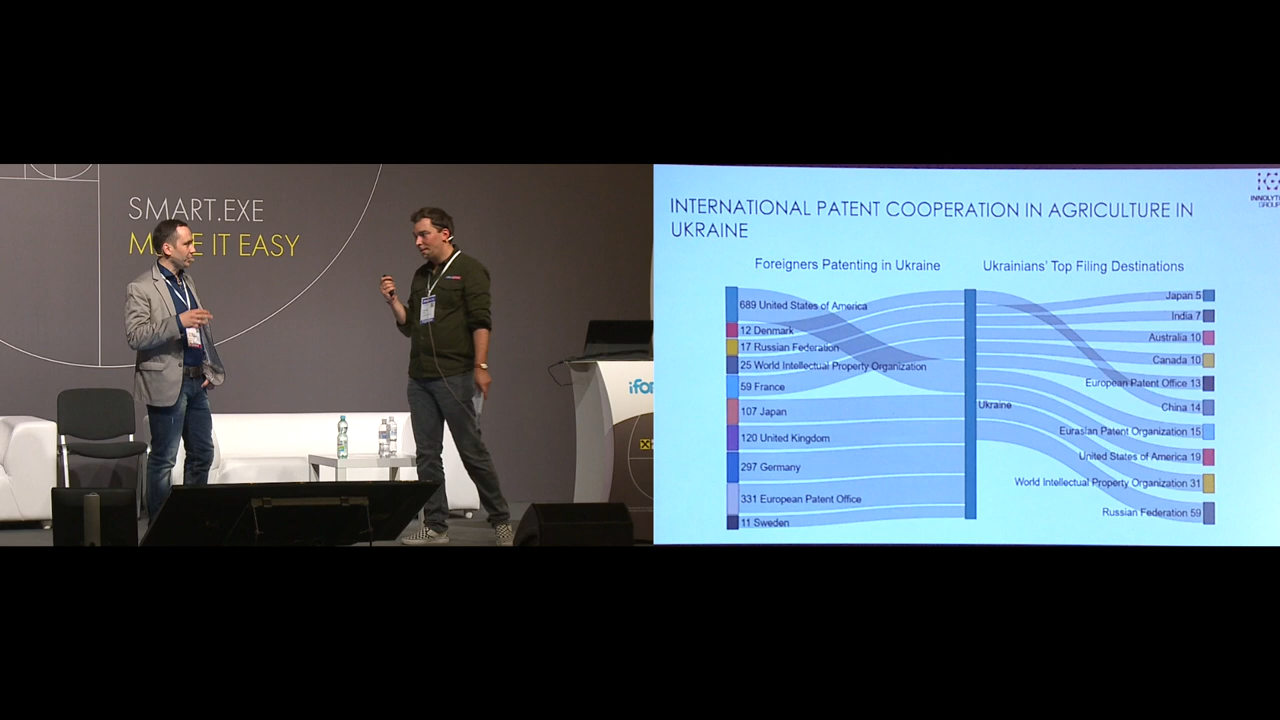 SMART.EXE
MAKE IT EASY
INTERNATIONAL PATENT COOPERATION IN AGRICULTURE IN
UKRAINE
Foreigners Patenting in Ukraine
Ukrainians' Top Filing Destinations
689 United States of America
12 Denmark
17 Russian Federation
25 World Intellectual Property Organization
59 France
107 Japan
120 United Kingdom
297 Germany
331 European Patent Office
11 Sweden
Ukraine
Japan 5
India 7
Australia 10
Canada 10
European Patent Office 13
China 14
Eurasian Patent Organization 15
United States of America 19
World Intellectual Property Organization 31
Russian Federation 59